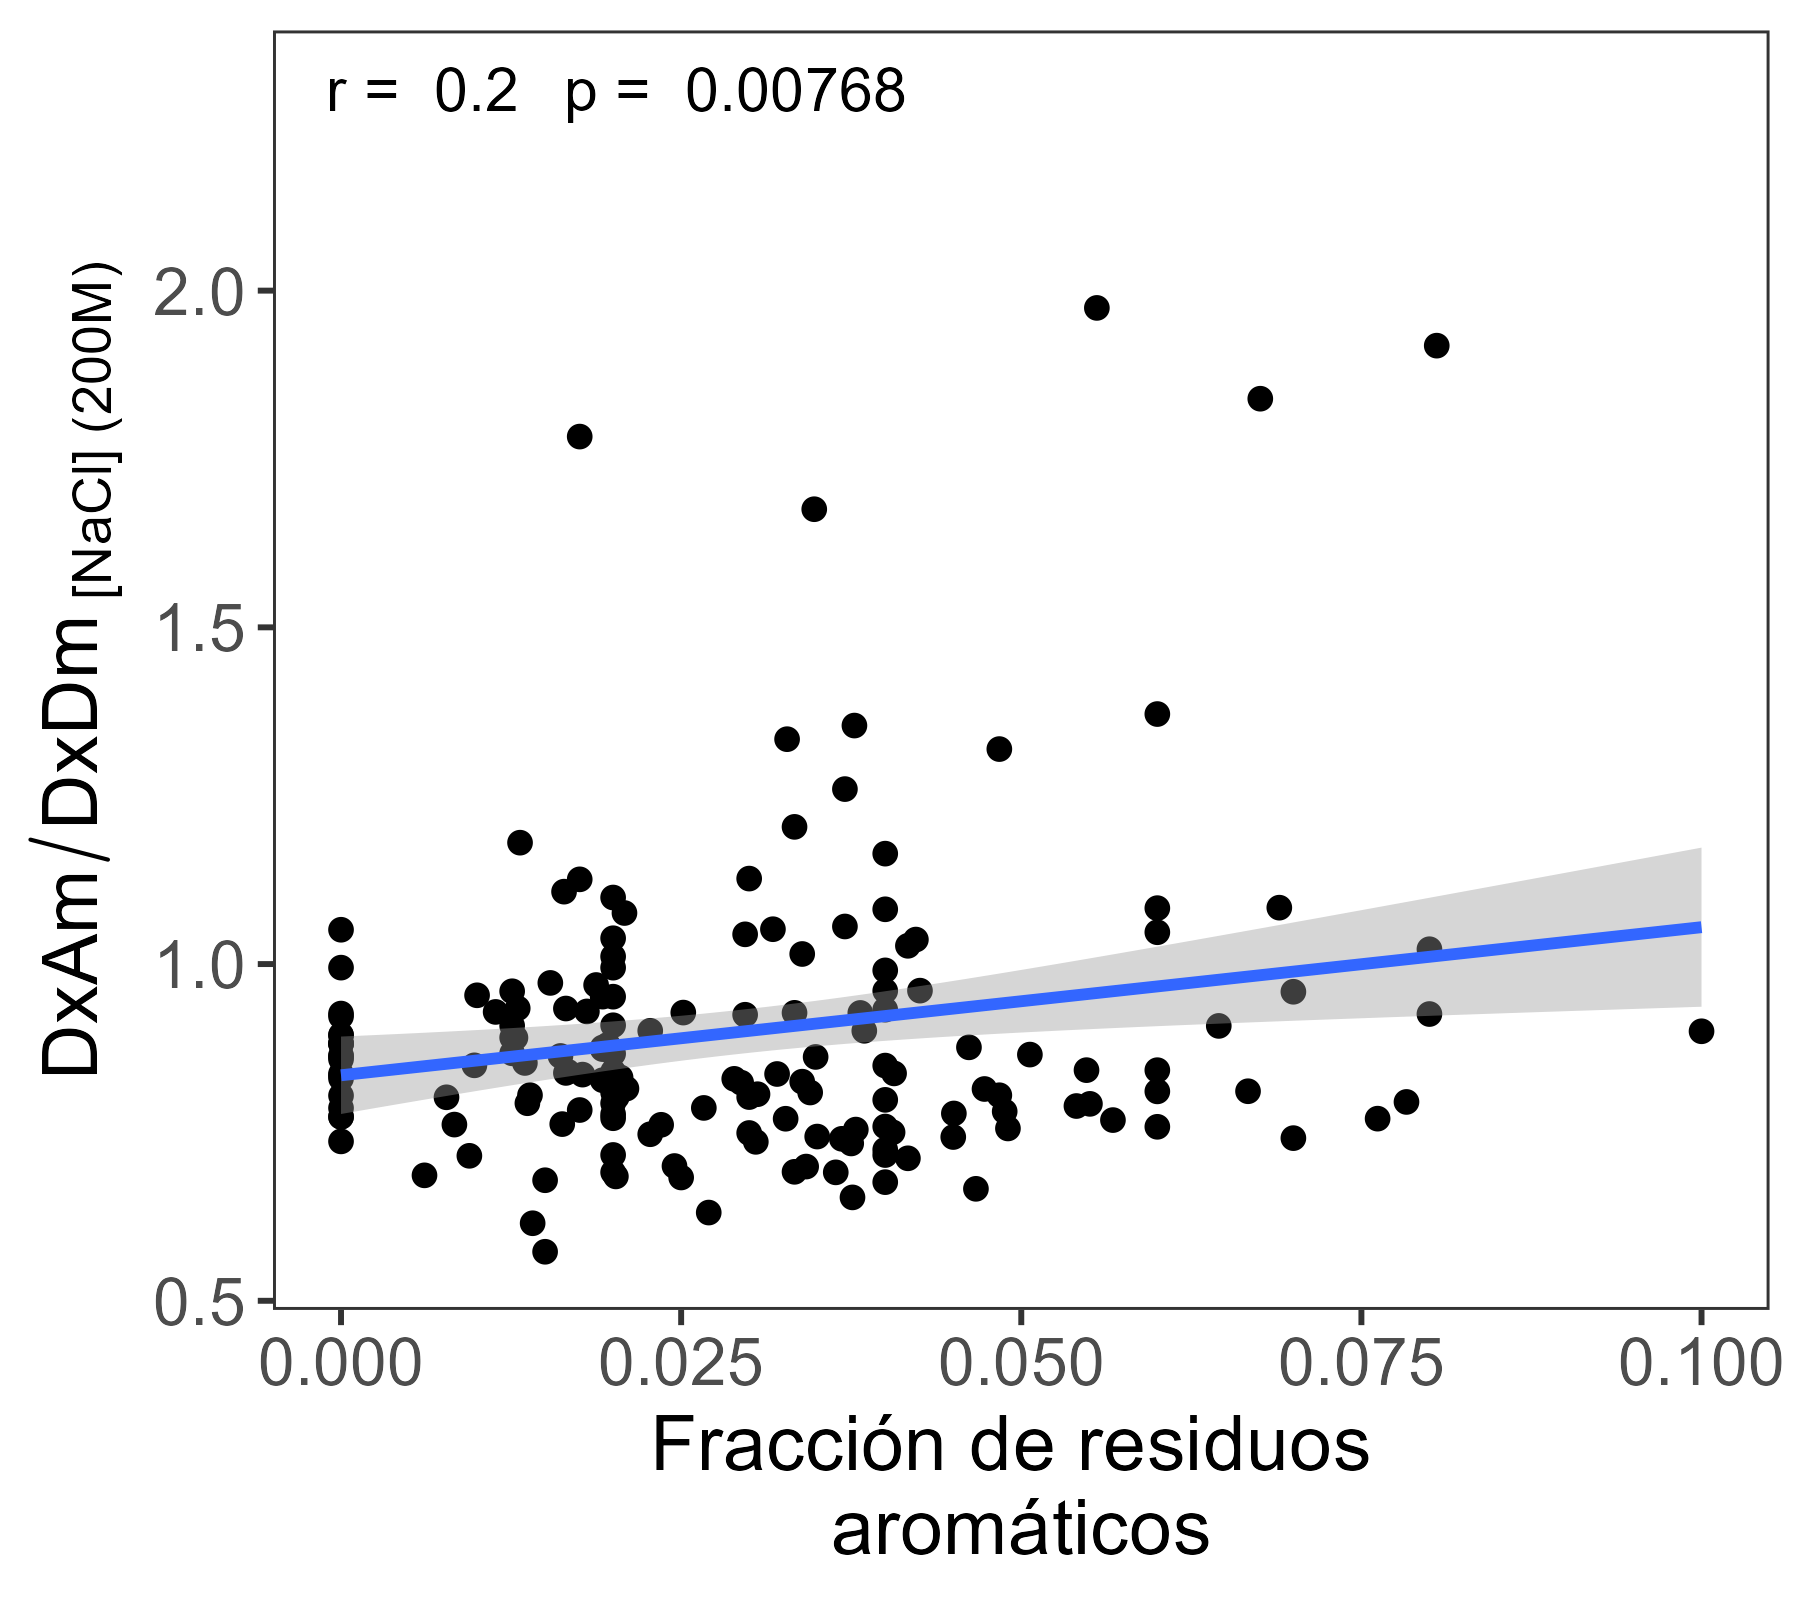 r = 0.2 p = 0.00768
DxAm/DxDm [NaCl] (200M)
2.0
1.5
1.0
0.5
0.000 0.025 0.050 0.075 0.100
Fracción de residuos
aromáticos